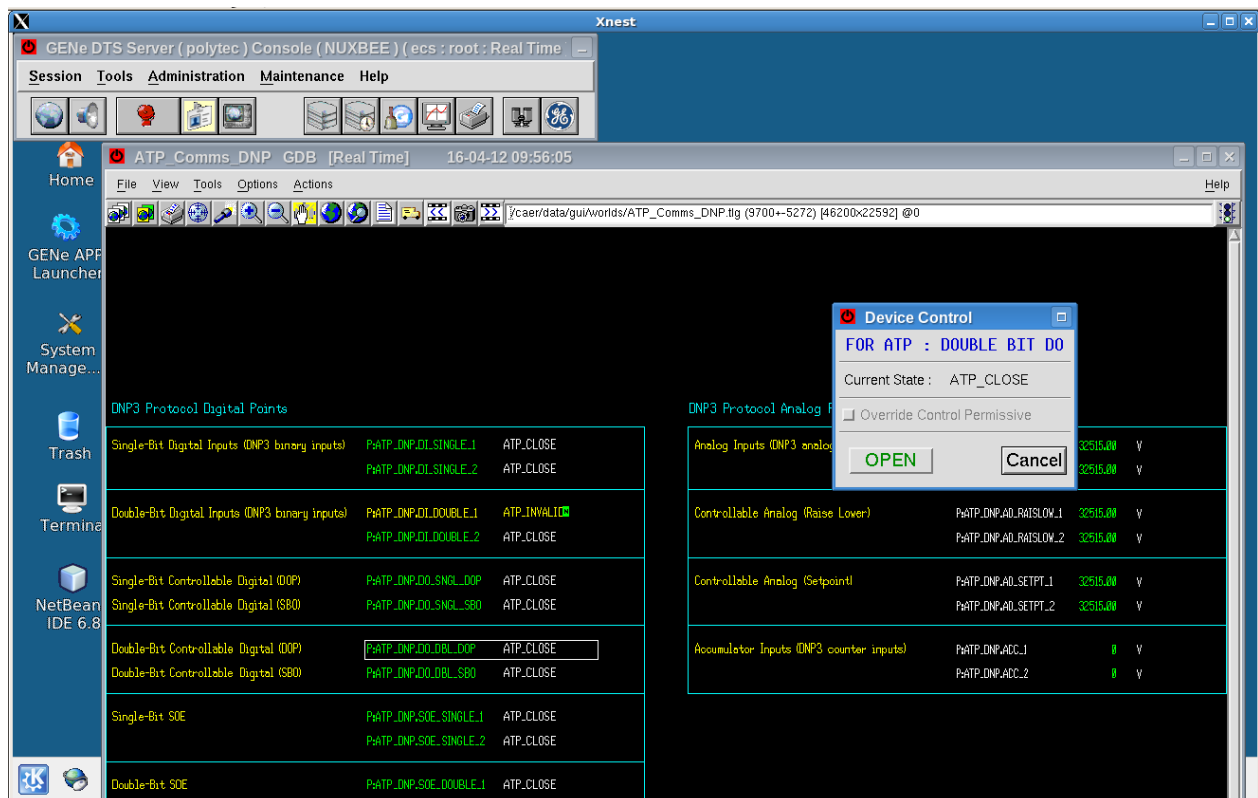 Xnest
GENe DTS Server ( polytec ) Console ( NUXBEE ) ( ecs : root : Real Time
Session Tools Administration Maintenance Help
Home
GENe APP
Launcher
System
Manage...
Trash
Termina
NetBean
IDE 6.8
ATP_Comms_DNP GDB [Real Time] 16-04-12 09:56:05
File View Tools Options Actions Help
/caer/data/gui/worlds/ATP_Comms_DNP.tlg (9700+-5272) [46200x22592] @0
Device Control
FOR ATP : DOUBLE BIT DO
Current State : ATP_CLOSE
Override Control Permissive
OPEN Cancel
DNP3 Protocol Digital Points
Single-Bit Digital Inputs (DNP3 binary inputs) P:ATP_DNP.DI_SINGLE_1 ATP_CLOSE
P:ATP_DNP.DI_SINGLE_2 ATP_CLOSE
Double-Bit Digital Inputs (DNP3 binary inputs) P:ATP_DNP.DI_DOUBLE_1 ATP_INVALID
P:ATP_DNP.DI_DOUBLE_2 ATP_CLOSE
Single-Bit Controllable Digital (DOP) P:ATP_DNP.DO_SNGL_DOP ATP_CLOSE
Single-Bit Controllable Digital (SBO) P:ATP_DNP.DO_SNGL_SBO ATP_CLOSE
Double-Bit Controllable Digital (DOP) P:ATP_DNP.DO_DBL_DOP ATP_CLOSE
Double-Bit Controllable Digital (SBO) P:ATP_DNP.DO_DBL_SBO ATP_CLOSE
Single-Bit SOE P:ATP_DNP.SOE_SINGLE_1 ATP_CLOSE
P:ATP_DNP.SOE_SINGLE_2 ATP_CLOSE
Double-Bit SOE P:ATP_DNP.SOE_DOUBLE_1 ATP_CLOSE
DNP3 Protocol Analog
Analog Inputs (DNP3 analog 32515.00 V
32515.00 V
Controllable Analog (Raise Lower) P:ATP_DNP.AO_RAISLOW_1 32515.00 V
P:ATP_DNP.AO_RAISLOW_2 32515.00 V
Controllable Analog (Setpoint) P:ATP_DNP.AO_SETPT_1 32515.00 V
P:ATP_DNP.AO_SETPT_2 32515.00 V
Accumulator Inputs (DNP3 counter inputs) P:ATP_DNP.ACC_1 0 V
P:ATP_DNP.ACC_2 0 V